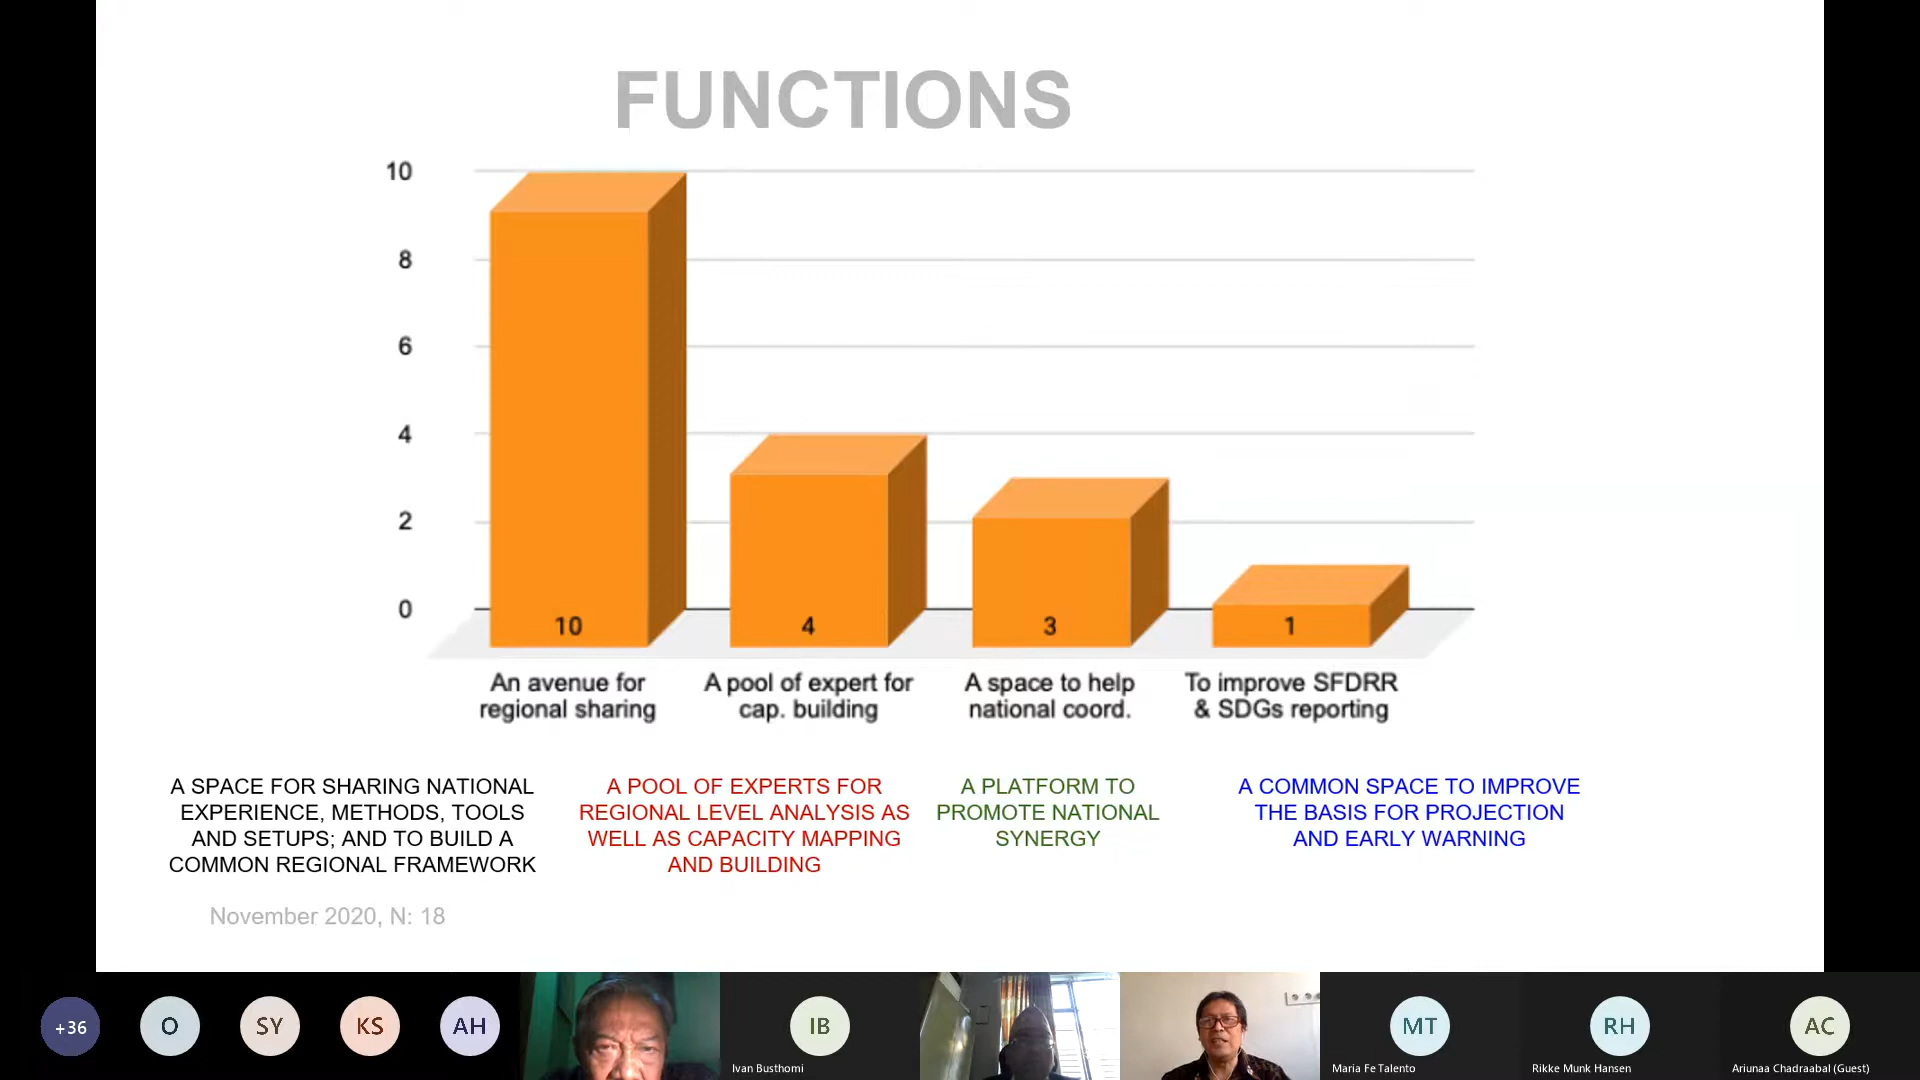 FUNCTIONS
10
8
6
4
2
0
10
4
3
1
An avenue for
regional sharing
A pool of expert for
cap. building
A space to help
national coord.
To improve SFDRR
& SDGs reporting
A SPACE FOR SHARING NATIONAL
EXPERIENCE, METHODS, TOOLS
AND SETUPS; AND TO BUILD A
COMMON REGIONAL FRAMEWORK
A POOL OF EXPERTS FOR
REGIONAL LEVEL ANALYSIS AS
WELL AS CAPACITY MAPPING
AND BUILDING
A PLATFORM TO
PROMOTE NATIONAL
SYNERGY
A COMMON SPACE TO IMPROVE
THE BASIS FOR PROJECTION
AND EARLY WARNING
November 2020, N: 18
+36
O
SY
KS
AH
IB
Ivan Busthomi
MT
Maria Fe Talento
RH
Rikke Munk Hansen
AC
Ariunaa Chadraabal (Guest)